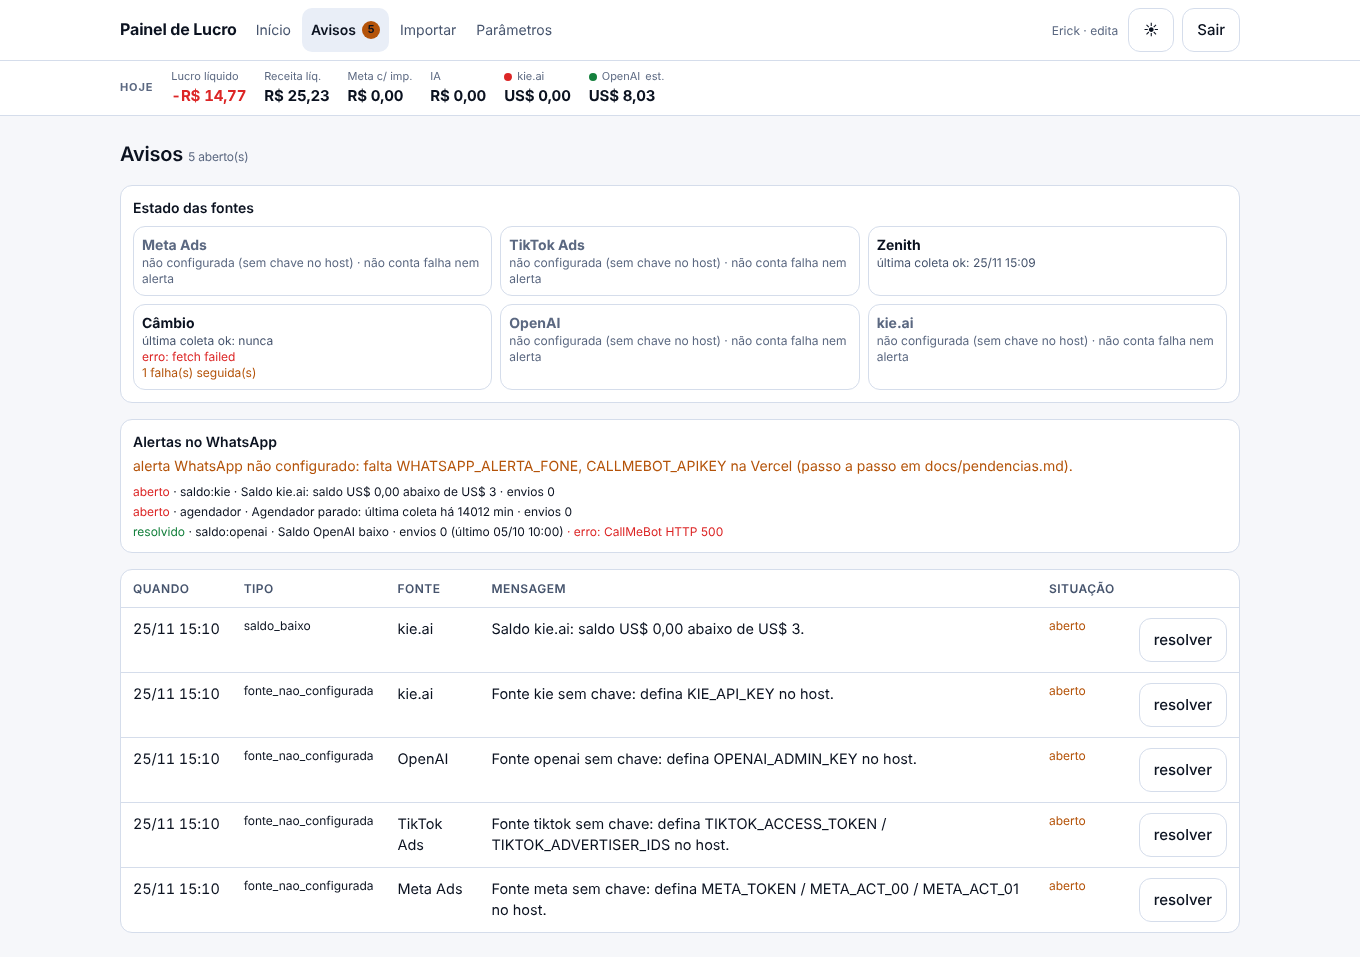 Painel de Lucro Início Avisos 5 Importar Parâmetros Erick · edita Sair
HOJE
Lucro líquido
-R$ 14,77
Receita líq.
R$ 25,23
Meta c/ imp.
R$ 0,00
IA
R$ 0,00
kie.ai
US$ 0,00
OpenAI est.
US$ 8,03
Avisos 5 aberto(s)
Estado das fontes
Meta Ads
não configurada (sem chave no host) · não conta falha nem
alerta
TikTok Ads
não configurada (sem chave no host) · não conta falha nem
alerta
Zenith
última coleta ok: 25/11 15:09
Câmbio
última coleta ok: nunca
erro: fetch failed
1 falha(s) seguida(s)
OpenAI
não configurada (sem chave no host) · não conta falha nem
alerta
kie.ai
não configurada (sem chave no host) · não conta falha nem
alerta
Alertas no WhatsApp
alerta WhatsApp não configurado: falta WHATSAPP_ALERTA_FONE, CALLMEBOT_APIKEY na Vercel (passo a passo em docs/pendencias.md).
aberto · saldo:kie · Saldo kie.ai: saldo US$ 0,00 abaixo de US$ 3 · envios 0
aberto · agendador · Agendador parado: última coleta há 14012 min · envios 0
resolvido · saldo:openai · Saldo OpenAI baixo · envios 0 (último 05/10 10:00) · erro: CallMeBot HTTP 500
QUANDO TIPO FONTE MENSAGEM SITUAÇÃO
25/11 15:10 saldo_baixo kie.ai Saldo kie.ai: saldo US$ 0,00 abaixo de US$ 3. aberto resolver
25/11 15:10 fonte_nao_configurada kie.ai Fonte kie sem chave: defina KIE_API_KEY no host. aberto resolver
25/11 15:10 fonte_nao_configurada OpenAI Fonte openai sem chave: defina OPENAI_ADMIN_KEY no host. aberto resolver
25/11 15:10 fonte_nao_configurada TikTok Fonte tiktok sem chave: defina TIKTOK_ACCESS_TOKEN / aberto resolver
Ads TIKTOK_ADVERTISER_IDS no host.
25/11 15:10 fonte_nao_configurada Meta Ads Fonte meta sem chave: defina META_TOKEN / META_ACT_00 / META_ACT_01 aberto resolver
no host.